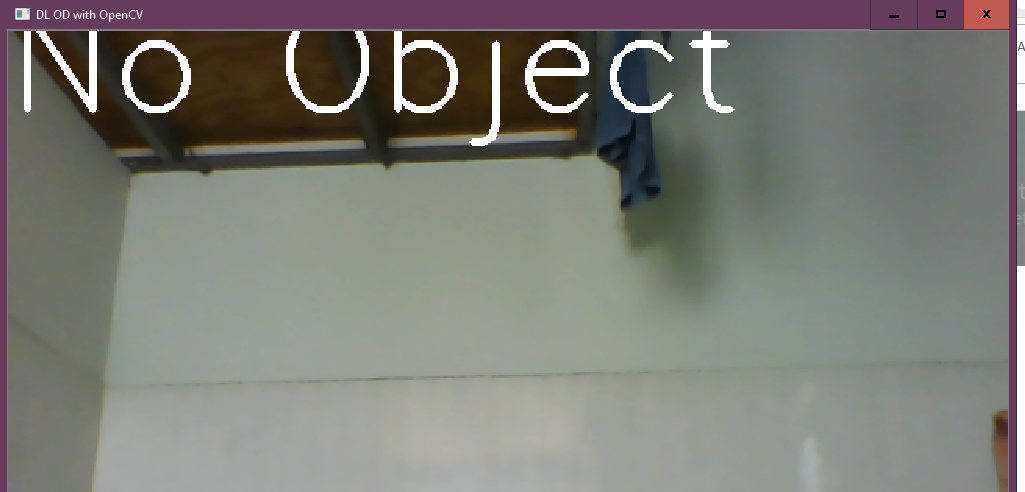 DL OD with OpenCV
No Object